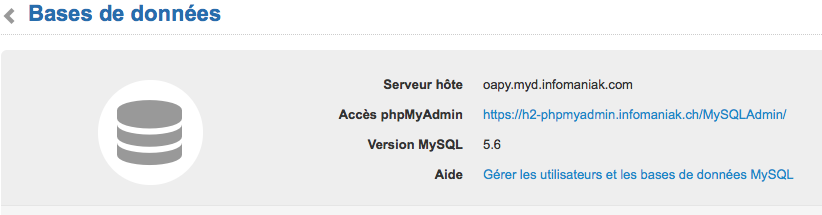 Bases de données
Serveur hôte oapy.myd.infomaniak.com
Accès phpMyAdmin https://h2-phpmyadmin.infomaniak.ch/MySQLAdmin/
Version MySQL 5.6
Aide Gérer les utilisateurs et les bases de données MySQL